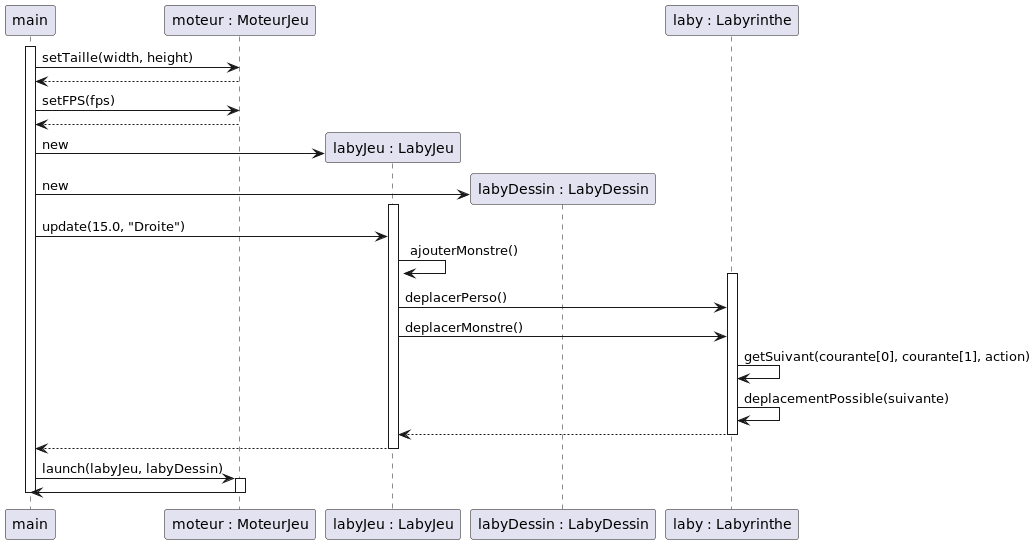 main
moteur : MoteurJeu
laby : Labyrinthe
setTaille(width, height)
setFPS(fps)
new
labyJeu : LabyJeu
new
labyDessin : LabyDessin
update(15.0, "Droite")
ajouterMonstre()
deplacerPerso()
deplacerMonstre()
getSuivant(courante[0], courante[1], action)
deplacementPossible(suivante)
launch(labyJeu, labyDessin)
main
moteur : MoteurJeu
labyJeu : LabyJeu
labyDessin : LabyDessin
laby : Labyrinthe